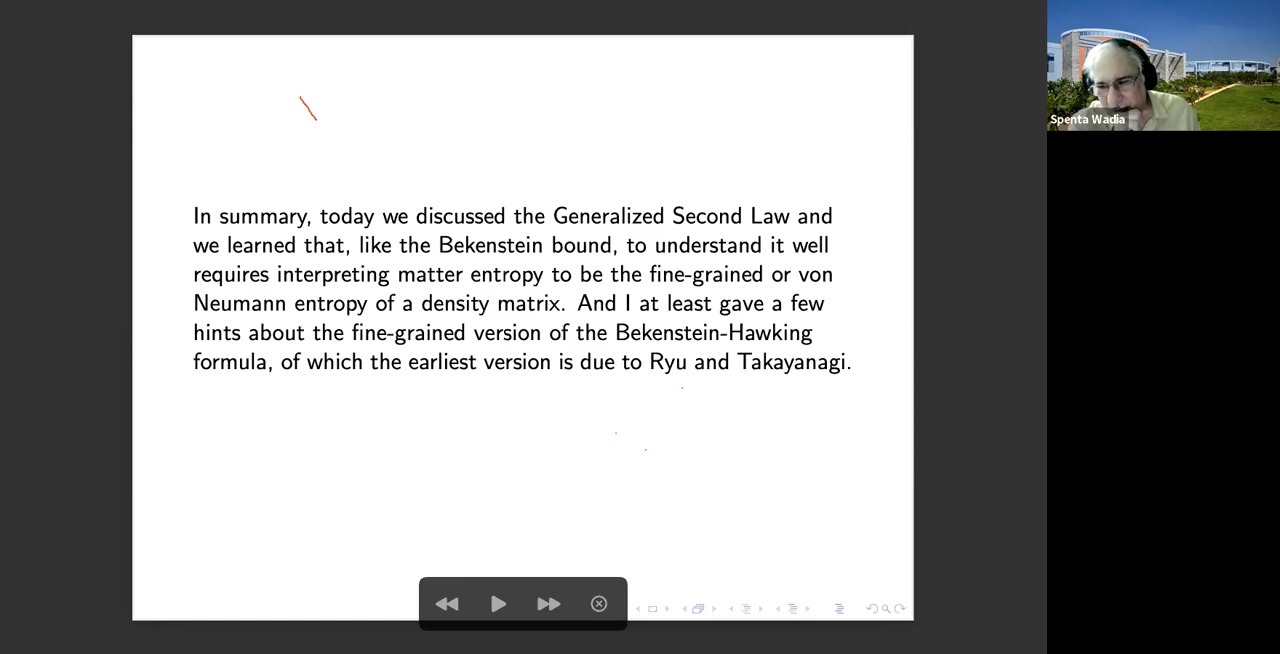 In summary, today we discussed the Generalized Second Law and
we learned that, like the Bekenstein bound, to understand it well
requires interpreting matter entropy to be the fine-grained or von
Neumann entropy of a density matrix. And I at least gave a few
hints about the fine-grained version of the Bekenstein-Hawking
formula, of which the earliest version is due to Ryu and Takayanagi.
Spenta Wadia